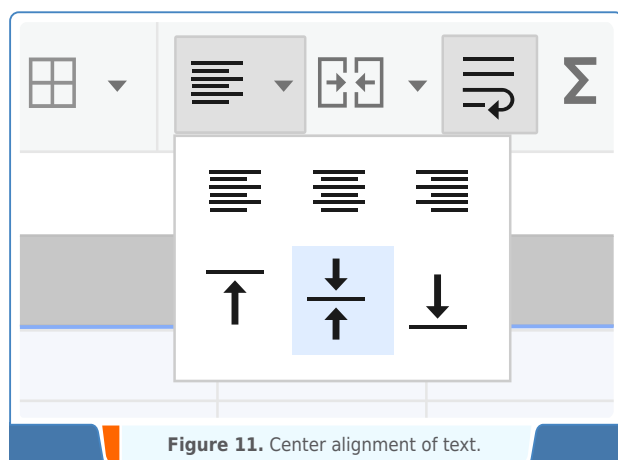 Σ
Figure 11. Center alignment of text.